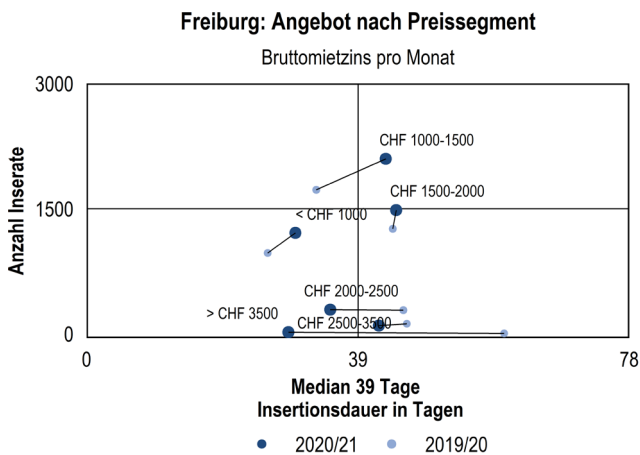 Freiburg: Angebot nach Preissegment
Bruttomietzins pro Monat
3000
CHF 1000-1500
CHF 1500-2000
Anzahl Inserate
1500
< CHF 1000
CHF 2000-2500
> CHF 3500
CHF 2500-3500
0
0
39
78
Median 39 Tage
Insertionsdauer in Tagen
2020/21
2019/20